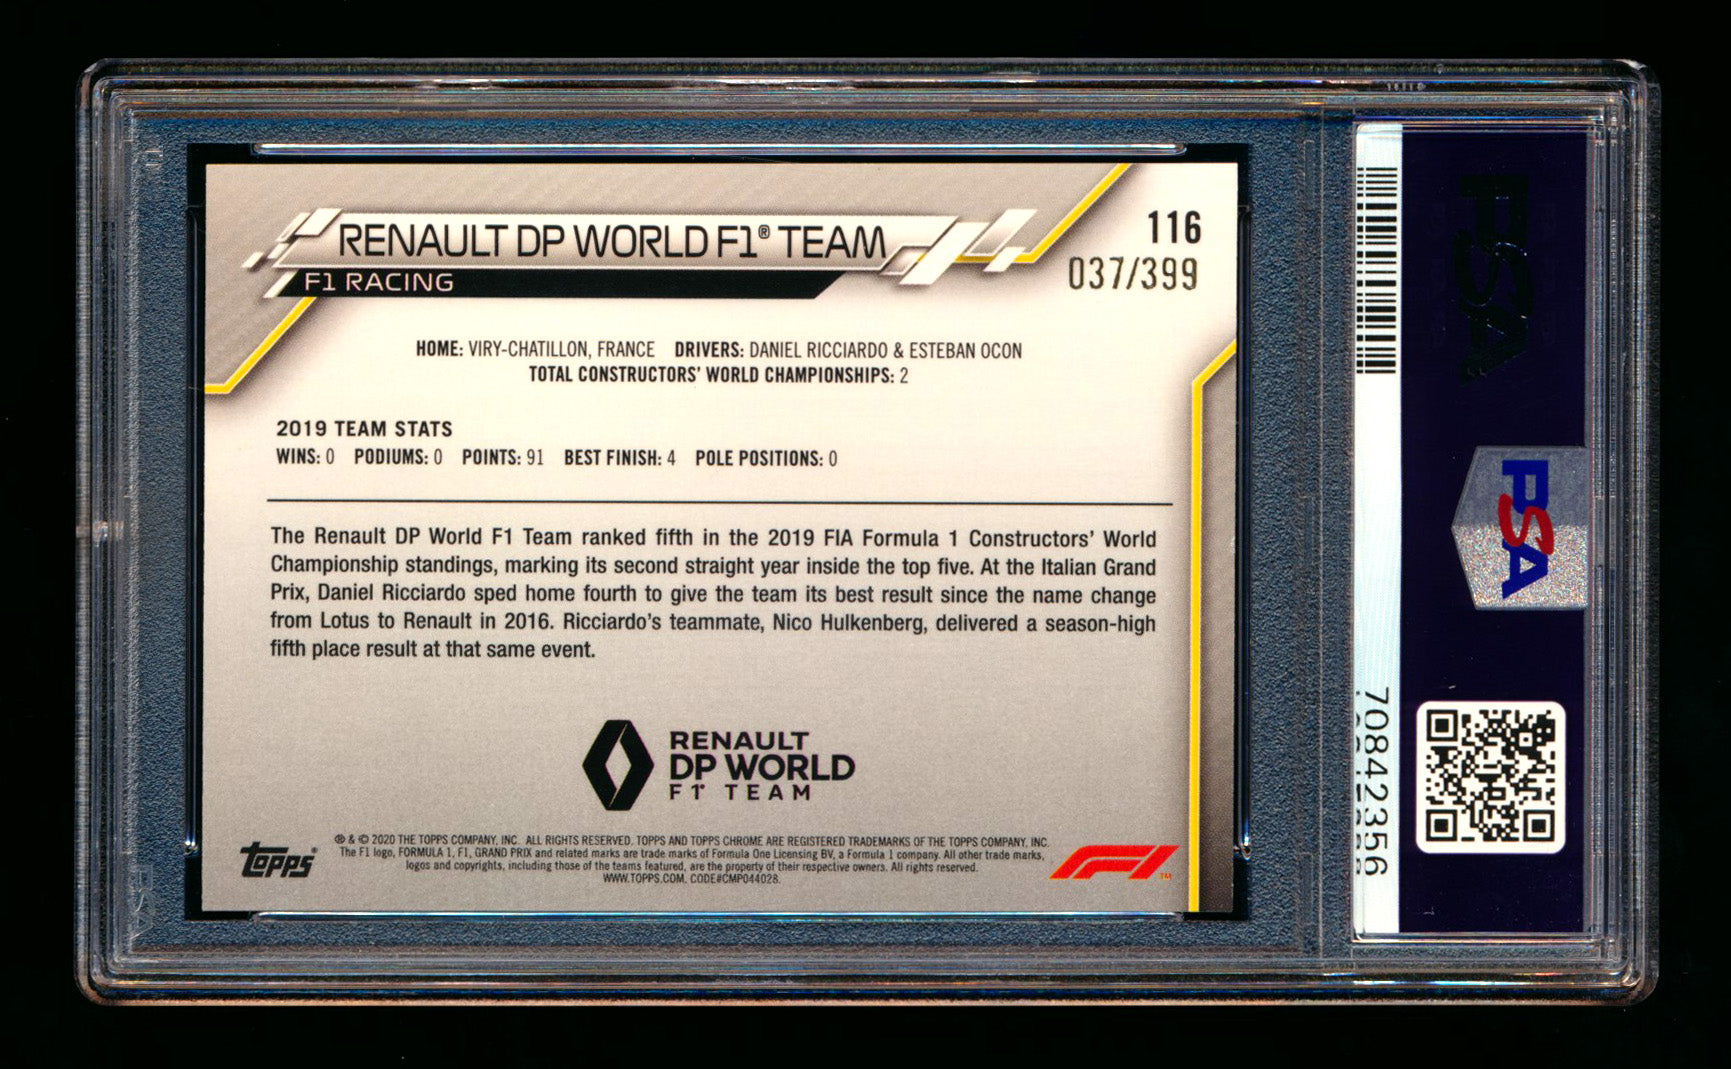 RENAULT DP WORLD F1® TEAM
F1 RACING
116
037/399
HOME: VIRY-CHATILLON, FRANCE DRIVERS: DANIEL RICCIARDO & ESTEBAN OCON
TOTAL CONSTRUCTORS' WORLD CHAMPIONSHIPS: 2
2019 TEAM STATS
WINS: 0 PODIUMS: 0 POINTS: 91 BEST FINISH: 4 POLE POSITIONS: 0
The Renault DP World F1 Team ranked fifth in the 2019 FIA Formula 1 Constructors' World
Championship standings, marking its second straight year inside the top five. At the Italian Grand
Prix, Daniel Ricciardo sped home fourth to give the team its best result since the name change
from Lotus to Renault in 2016. Ricciardo's teammate, Nico Hulkenberg, delivered a season-high
fifth place result at that same event.
RENAULT
DP WORLD
F1® TEAM
topps®
® & © 2020 THE TOPPS COMPANY, INC. ALL RIGHTS RESERVED. TOPPS AND TOPPS CHROME ARE REGISTERED TRADEMARKS OF THE TOPPS COMPANY, INC.
The F1 logo, FORMULA 1, F1, GRAND PRIX and related marks are trade marks of Formula One Licensing BV, a Formula 1 company. All other trade marks,
logos and copyrights, including those of the teams featured, are the property of their respective owners. All rights reserved.
WWW.TOPPS.COM. CODE#CMP044028.
F1 ™
PSA
PSA
70842356